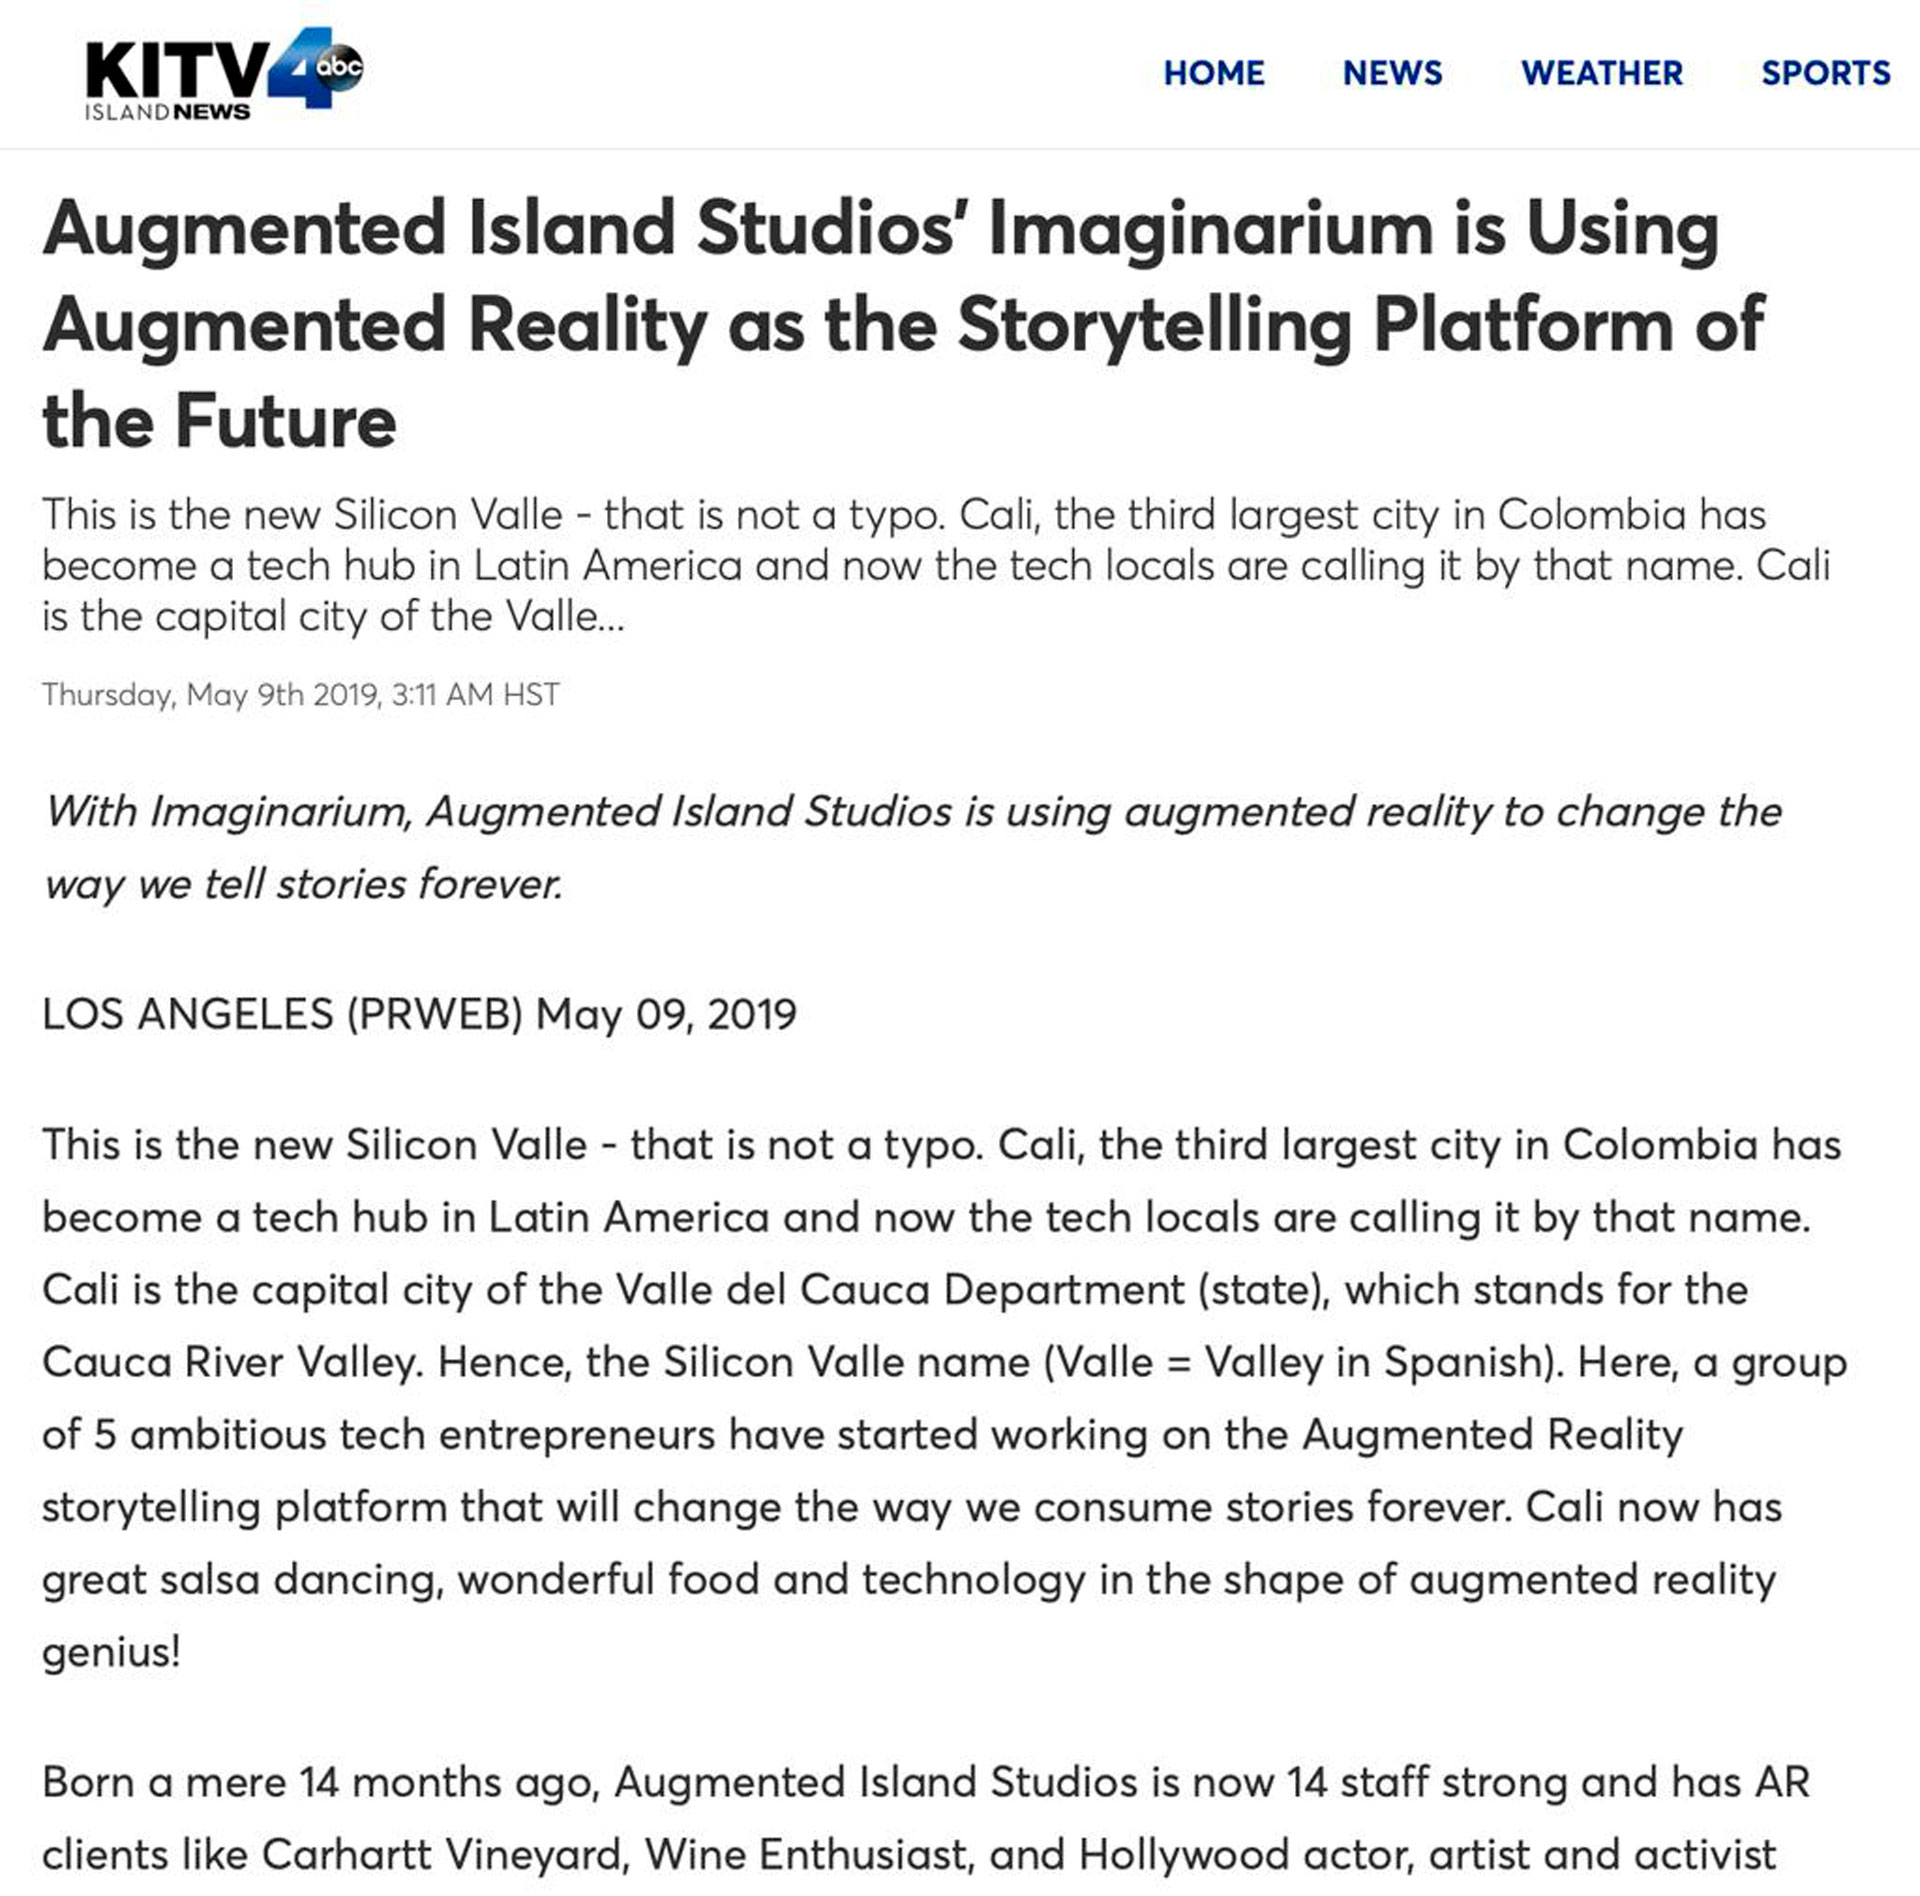 KITV4 abc
ISLAND NEWS
HOME NEWS WEATHER SPORTS
Augmented Island Studios' Imaginarium is Using
Augmented Reality as the Storytelling Platform of
the Future
This is the new Silicon Valle - that is not a typo. Cali, the third largest city in Colombia has
become a tech hub in Latin America and now the tech locals are calling it by that name. Cali
is the capital city of the Valle...
Thursday, May 9th 2019, 3:11 AM HST
With Imaginarium, Augmented Island Studios is using augmented reality to change the
way we tell stories forever.
LOS ANGELES (PRWEB) May 09, 2019
This is the new Silicon Valle - that is not a typo. Cali, the third largest city in Colombia has
become a tech hub in Latin America and now the tech locals are calling it by that name.
Cali is the capital city of the Valle del Cauca Department (state), which stands for the
Cauca River Valley. Hence, the Silicon Valle name (Valle = Valley in Spanish). Here, a group
of 5 ambitious tech entrepreneurs have started working on the Augmented Reality
storytelling platform that will change the way we consume stories forever. Cali now has
great salsa dancing, wonderful food and technology in the shape of augmented reality
genius!
Born a mere 14 months ago, Augmented Island Studios is now 14 staff strong and has AR
clients like Carhartt Vineyard, Wine Enthusiast, and Hollywood actor, artist and activist